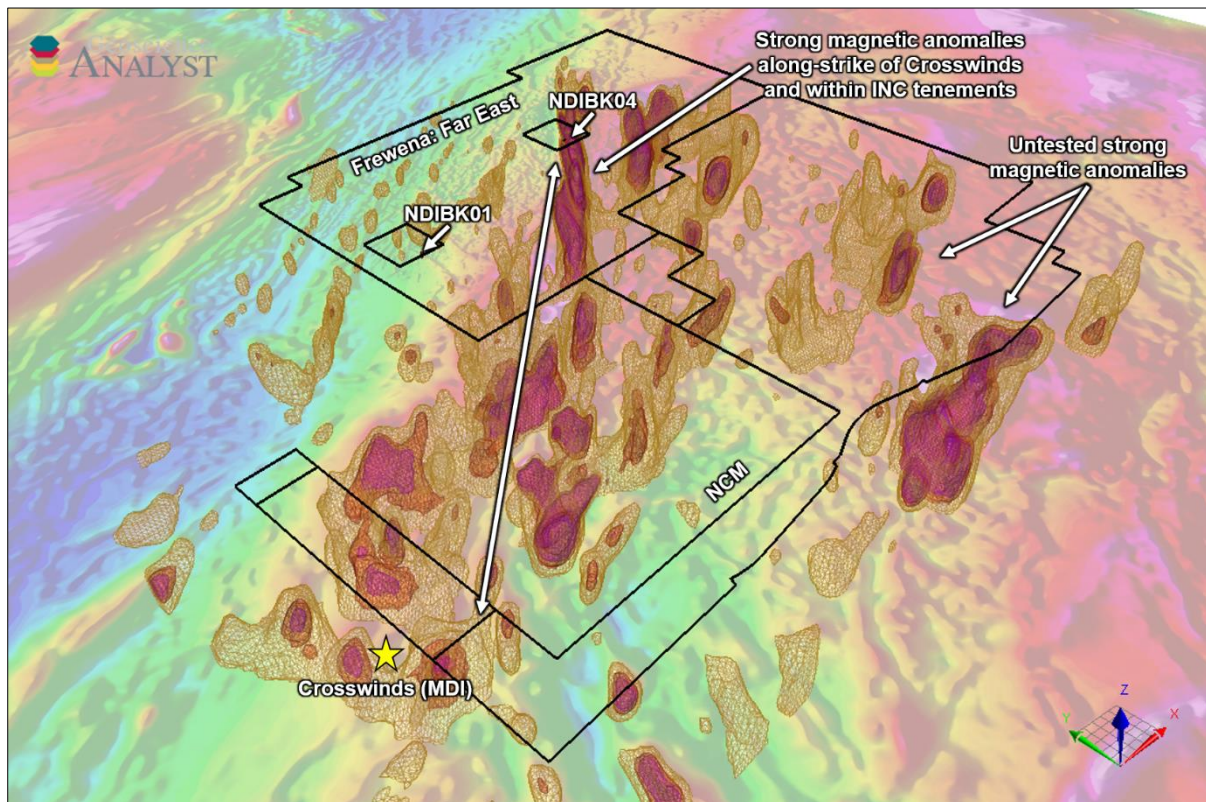 ANALYST
Strong magnetic anomalies
along-strike of Crosswinds
and within INC tenements
NDIBK04
Frewena: Far East
Untested strong
magnetic anomalies
NDIBK01
NCM
Crosswinds (MDI)
Z
Y
X